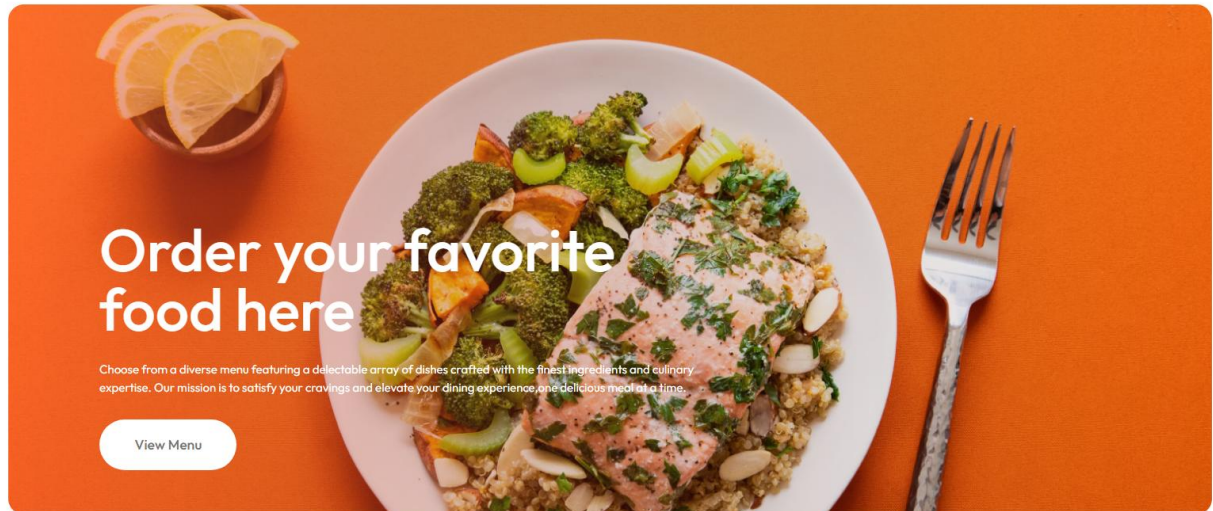 Order your favorite
food here
Choose from a diverse menu featuring a delectable array of dishes crafted with the finest ingredients and culinary
expertise. Our mission is to satisfy your cravings and elevate your dining experience,one delicious meal at a time.
View Menu